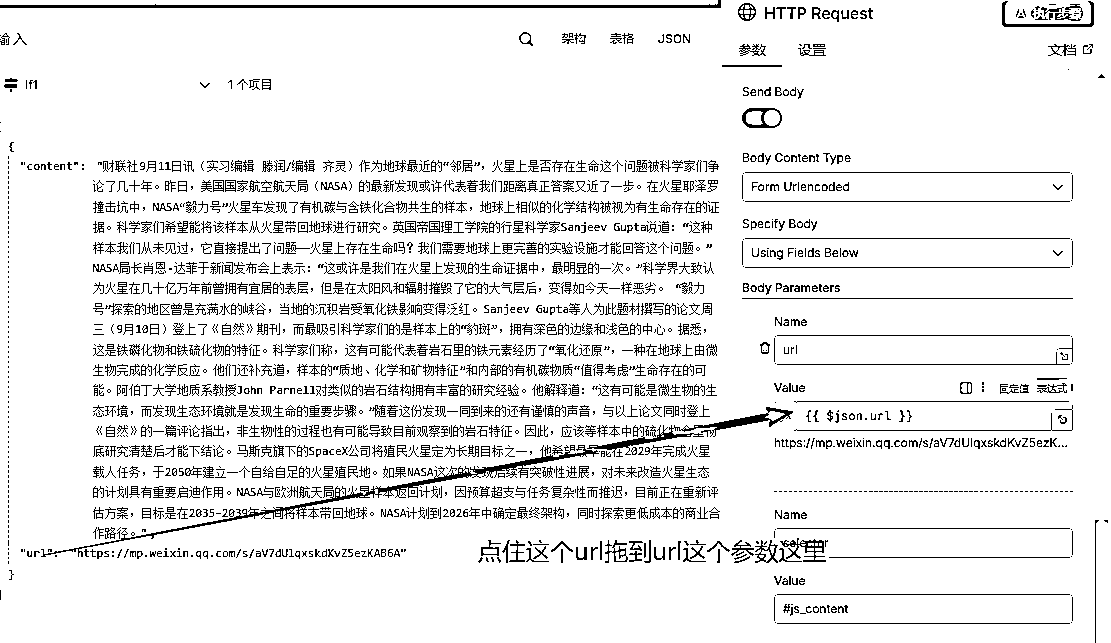 HTTP Request
执行步骤
输入
架构
表格
JSON
参数
设置
文档
If1
1个项目
Send Body
{
"content": "财联社9月11日讯（实习编辑 滕润/编辑 齐灵）作为地球最近的“邻居”，火星上是否存在生命这个问题被科学家们争
论了几十年。昨日，美国国家航空航天局（NASA）的最新发现或许代表着我们距离真正答案又近了一步。在火星耶泽罗
撞击坑中，NASA“毅力号”火星车发现了有机碳与含铁化合物共生的样本，地球上相似的化学结构被视为有生命存在的证
据。科学家们希望能将该样本从火星带回地球进行研究。英国帝国理工学院的行星科学家Sanjeev Gupta说道：“这种
样本我们从未见过，它直接提出了问题—火星上存在生命吗？我们需要地球上更完善的实验设施才能回答这个问题。”
NASA局长肖恩·达菲于新闻发布会上表示：“这或许是我们在火星上发现的生命证据中，最明显的一次。”科学界大致认
为火星在几十亿万年前曾拥有宜居的表层，但是在太阳风和辐射摧毁了它的大气层后，变得如今天一样恶劣。 “毅力
号”探索的地区曾是充满水的峡谷，当地的沉积岩受氧化铁影响变得泛红。Sanjeev Gupta等人为此题材撰写的论文周
三（9月10日）登上了《自然》期刊，而最吸引科学家们的是样本上的“豹斑”，拥有深色的边缘和浅色的中心。据悉，
这是铁磷化物和铁硫化物的特征。科学家们称，这有可能代表着岩石里的铁元素经历了“氧化还原”，一种在地球上由微
生物完成的化学反应。他们还补充道，样本的“质地、化学和矿物特征”和内部的有机碳物质“值得考虑”生命存在的可
能。阿伯丁大学地质系教授John Parnell对类似的岩石结构拥有丰富的研究经验。他解释道：“这有可能是微生物的生
态环境，而发现生态环境就是发现生命的重要步骤。”随着这份发现一同到来的还有谨慎的声音，与以上论文同时登上
《自然》的一篇评论指出，非生物性的过程也有可能导致目前观察到的岩石特征。因此，应该等样本中的硫化物
底研究清楚后才能下结论。马斯克旗下的SpaceX公司将殖民火星定为长期目标之一，他希望 能在2029年完成火星
载人任务，于2050年建立一个自给自足的火星殖民地。如果NASA这次的发现后续有突破性进展，对未来改造火星生态
的计划具有重要启迪作用。NASA与欧洲航天局的火星样本返回计划，因预算超支与任务复杂性而推迟，目前正在重新评
估方案，目标是在2035-2039年之间将样本带回地球。NASA计划到2026年中确定最终架构，同时探索更低成本的商业合
作路径。",
"url": "https://mp.weixin.qq.com/s/aV7dUlqxskdKvZ5ezKAB6A"
}
Body Content Type
Form Urlencoded
Specify Body
Using Fields Below
Body Parameters
Name
url
Value
固定值
表达式
{{ $json.url }}
https://mp.weixin.qq.com/s/aV7dUlqxskdKvZ5ezK...
Name
selector
点住这个url拖到url这个参数这里
Value
#js_content